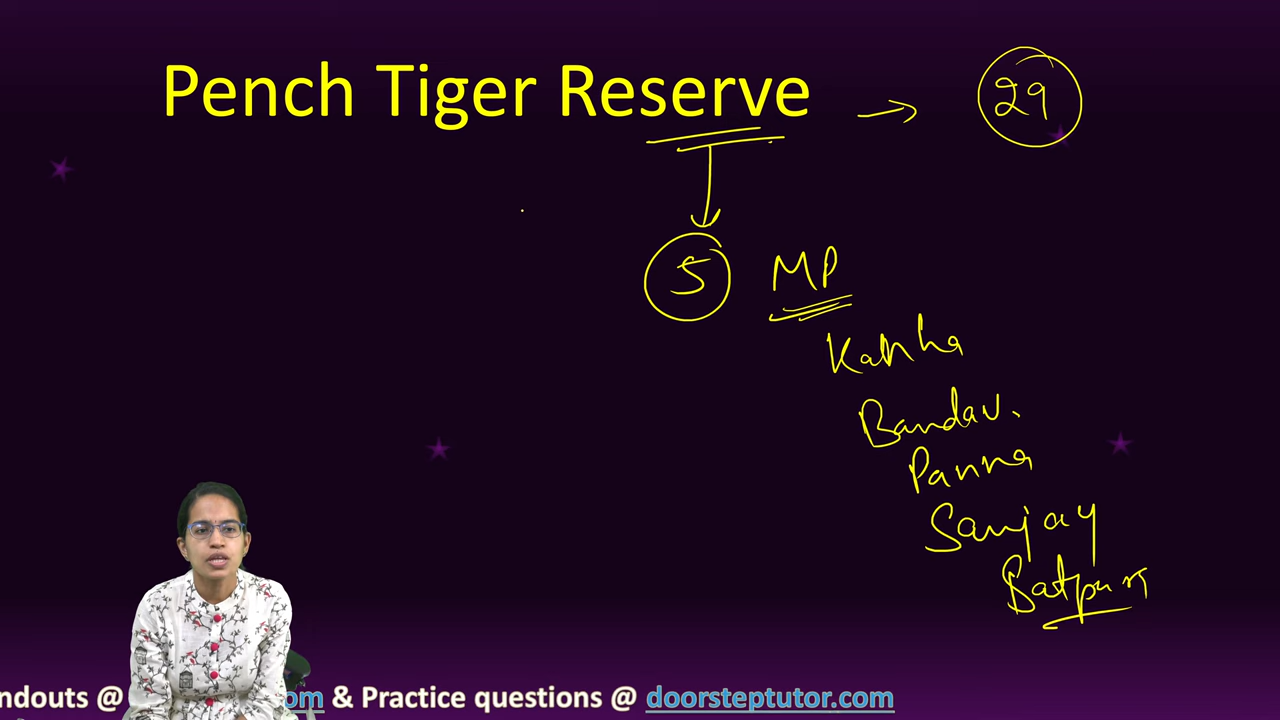 Pench Tiger Reserve → 29
5 MP
Kanha
Bandav.
Panna
Sanjay
Satpura
ndouts @ om & Practice questions @ doorsteptutor.com